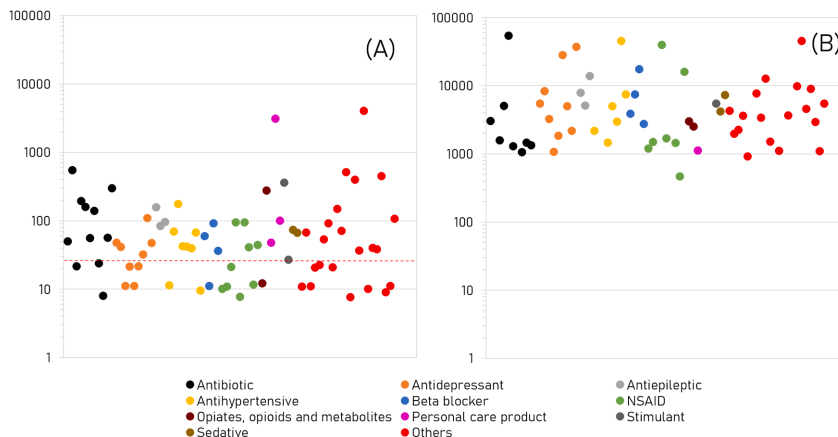 100000
10000
1000
100
10
1
(A)
100000
10000
1000
100
10
1
(B)
Antibiotic
Antidepressant
Antiepileptic
Antihypertensive
Beta blocker
NSAID
Opiates, opioids and metabolites
Personal care product
Stimulant
Sedative
Others